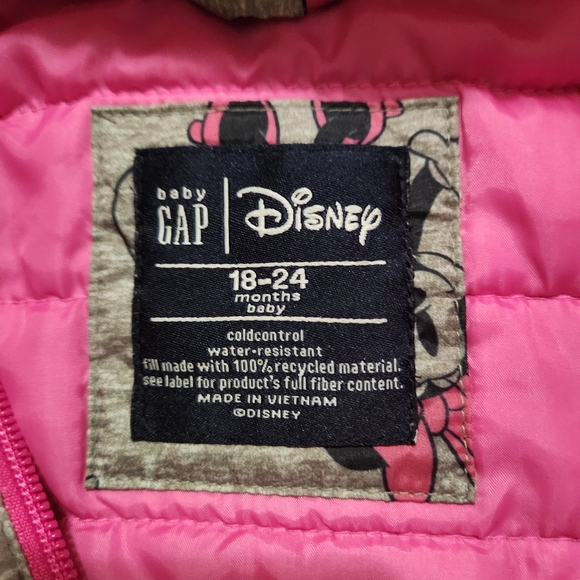 baby
GAP
DISNEY
18-24
months
baby
coldcontrol
water-resistant
fill made with 100% recycled material.
see label for product's full fiber content.
MADE IN VIETNAM
©DISNEY